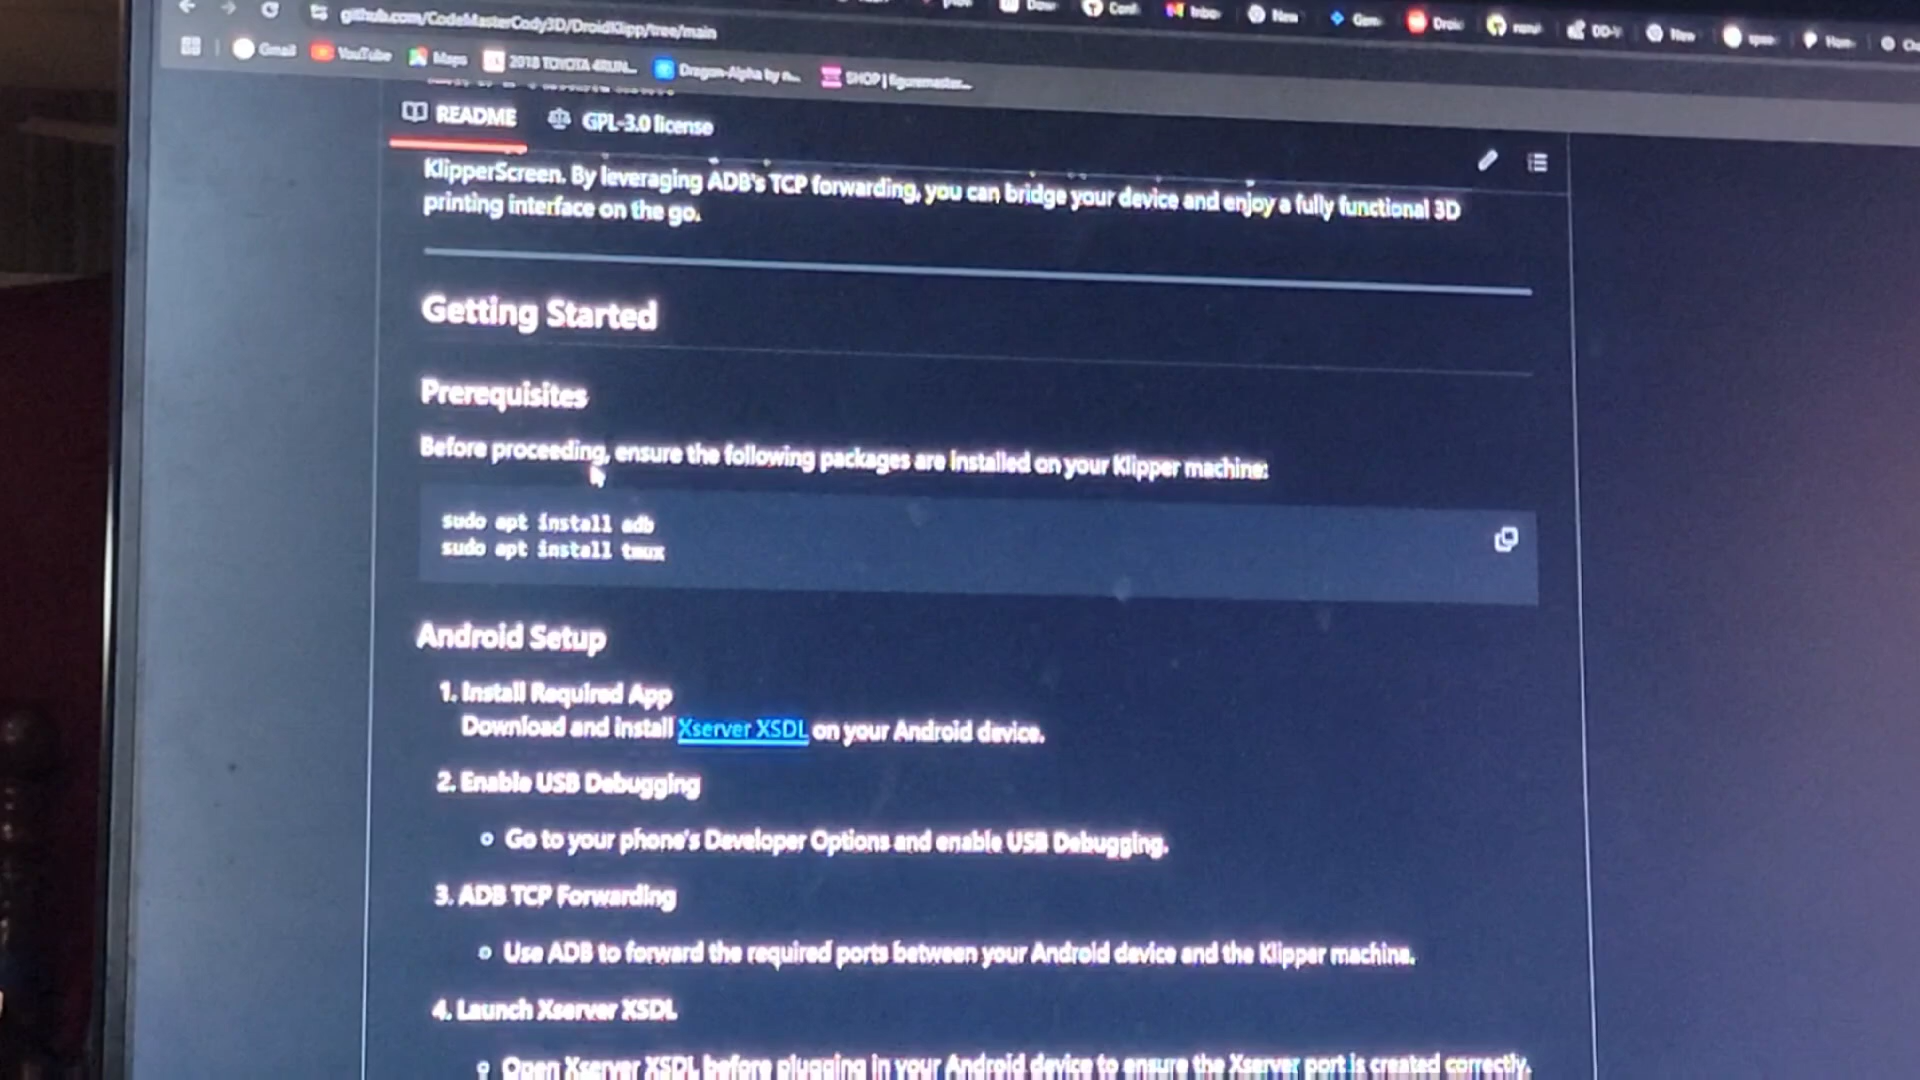 github.com/CodeMasterCody3D/DroidKlipp/tree/main
Gmail YouTube Maps 2018 TOYOTA 4RUN... Dragon-Alpha by n... SHOP | figuremaster...
README GPL-3.0 license
KlipperScreen. By leveraging ADB's TCP forwarding, you can bridge your device and enjoy a fully functional 3D
printing interface on the go.
Getting Started
Prerequisites
Before proceeding, ensure the following packages are installed on your Klipper machine:
sudo apt install adb
sudo apt install tmux
Android Setup
1. Install Required App
Download and install Xserver XSDL on your Android device.
2. Enable USB Debugging
Go to your phone's Developer Options and enable USB Debugging.
3. ADB TCP Forwarding
Use ADB to forward the required ports between your Android device and the Klipper machine.
4. Launch Xserver XSDL
Open Xserver XSDL before plugging in your Android device to ensure the Xserver port is created correctly.